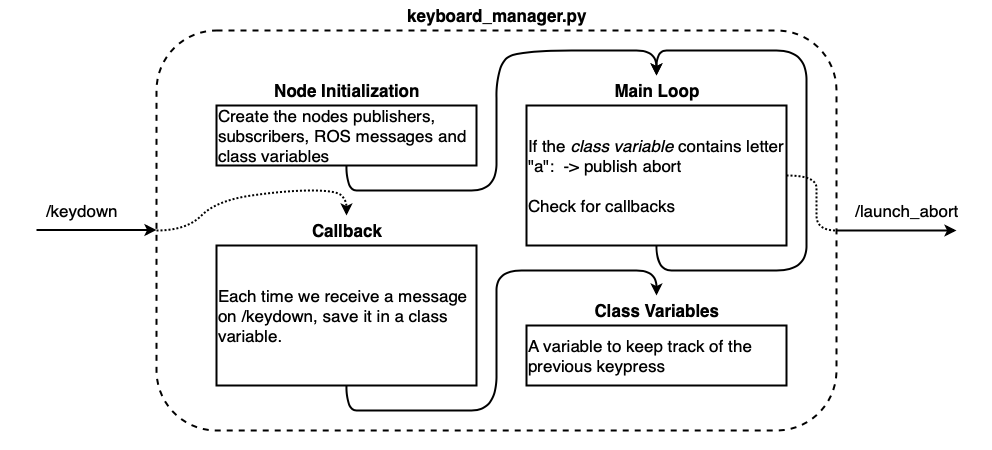 keyboard_manager.py
Node Initialization
Create the nodes publishers,
subscribers, ROS messages and
class variables
Main Loop
If the class variable contains letter
"a":  -> publish abort
Check for callbacks
/keydown
/launch_abort
Callback
Each time we receive a message
on /keydown, save it in a class
variable.
Class Variables
A variable to keep track of the
previous keypress